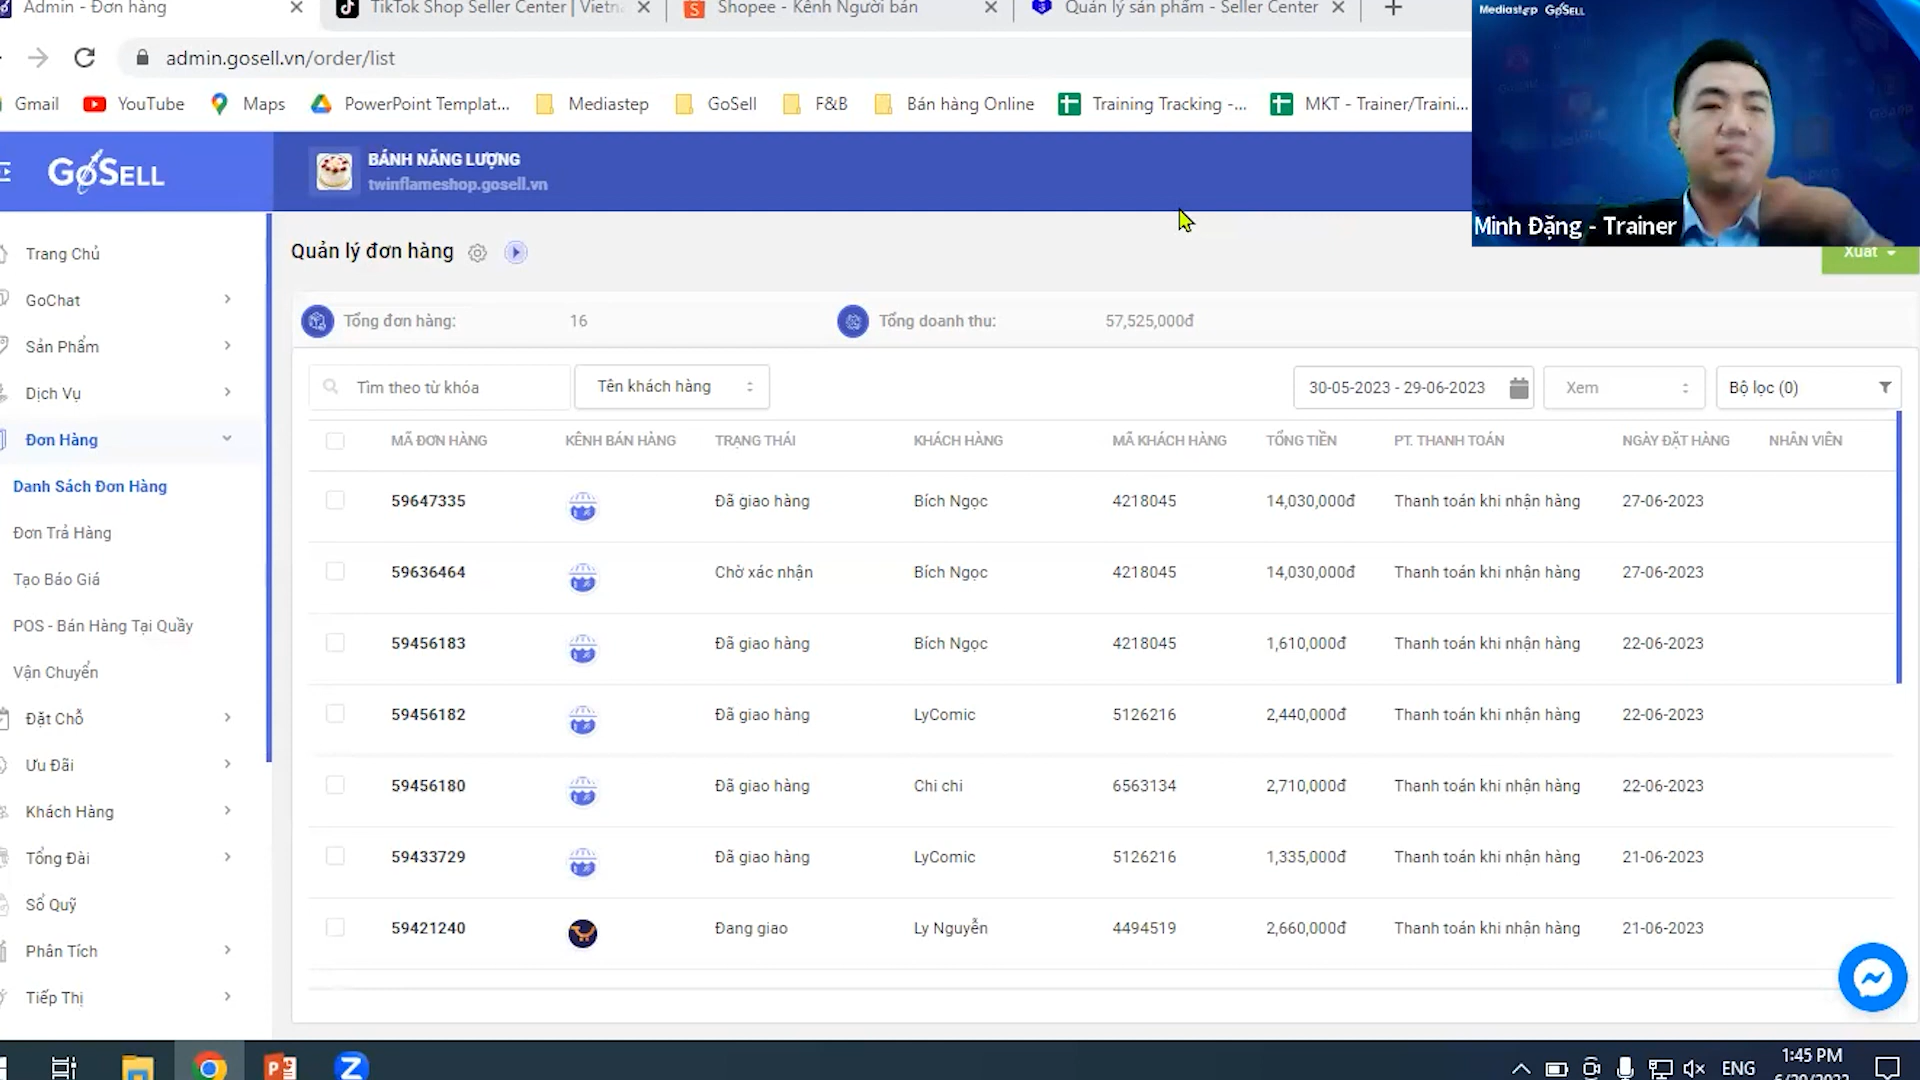 Admin - Đơn hàng
TikTok Shop Seller Center | Vietn
Shopee - Kênh Người bán
Quản lý sản phẩm - Seller Center
admin.gosell.vn/order/list
Gmail
YouTube
Maps
PowerPoint Templat...
Mediastep
GoSell
F&B
Bán hàng Online
Training Tracking -...
MKT - Trainer/Traini...
Mediastep GoSELL
Minh Đặng - Trainer
GoSELL
BÁNH NĂNG LƯỢNG
twinflameshop.gosell.vn
Trang Chủ
GoChat
Sản Phẩm
Dịch Vụ
Đơn Hàng
Danh Sách Đơn Hàng
Đơn Trả Hàng
Tạo Báo Giá
POS - Bán Hàng Tại Quầy
Vận Chuyển
Đặt Chỗ
Ưu Đãi
Khách Hàng
Tổng Đài
Sổ Quỹ
Phân Tích
Tiếp Thị
Quản lý đơn hàng
Xuất
Tổng đơn hàng: 16 Tổng doanh thu: 57,525,000đ
Tìm theo từ khóa Tên khách hàng 30-05-2023 - 29-06-2023 Xem Bộ lọc (0)
MÃ ĐƠN HÀNG KÊNH BÁN HÀNG TRẠNG THÁI KHÁCH HÀNG MÃ KHÁCH HÀNG TỔNG TIỀN PT. THANH TOÁN NGÀY ĐẶT HÀNG NHÂN VIÊN
59647335 Đã giao hàng Bích Ngọc 4218045 14,030,000đ Thanh toán khi nhận hàng 27-06-2023
59636464 Chờ xác nhận Bích Ngọc 4218045 14,030,000đ Thanh toán khi nhận hàng 27-06-2023
59456183 Đã giao hàng Bích Ngọc 4218045 1,610,000đ Thanh toán khi nhận hàng 22-06-2023
59456182 Đã giao hàng LyComic 5126216 2,440,000đ Thanh toán khi nhận hàng 22-06-2023
59456180 Đã giao hàng Chi chi 6563134 2,710,000đ Thanh toán khi nhận hàng 22-06-2023
59433729 Đã giao hàng LyComic 5126216 1,335,000đ Thanh toán khi nhận hàng 21-06-2023
59421240 Đang giao Ly Nguyễn 4494519 2,660,000đ Thanh toán khi nhận hàng 21-06-2023
ENG
1:45 PM